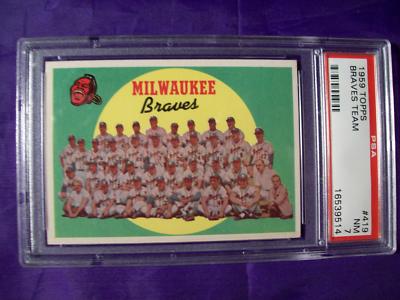 MILWAUKEE
Braves
1959 TOPPS
BRAVES TEAM
PSA
#419
NM 7
16539514